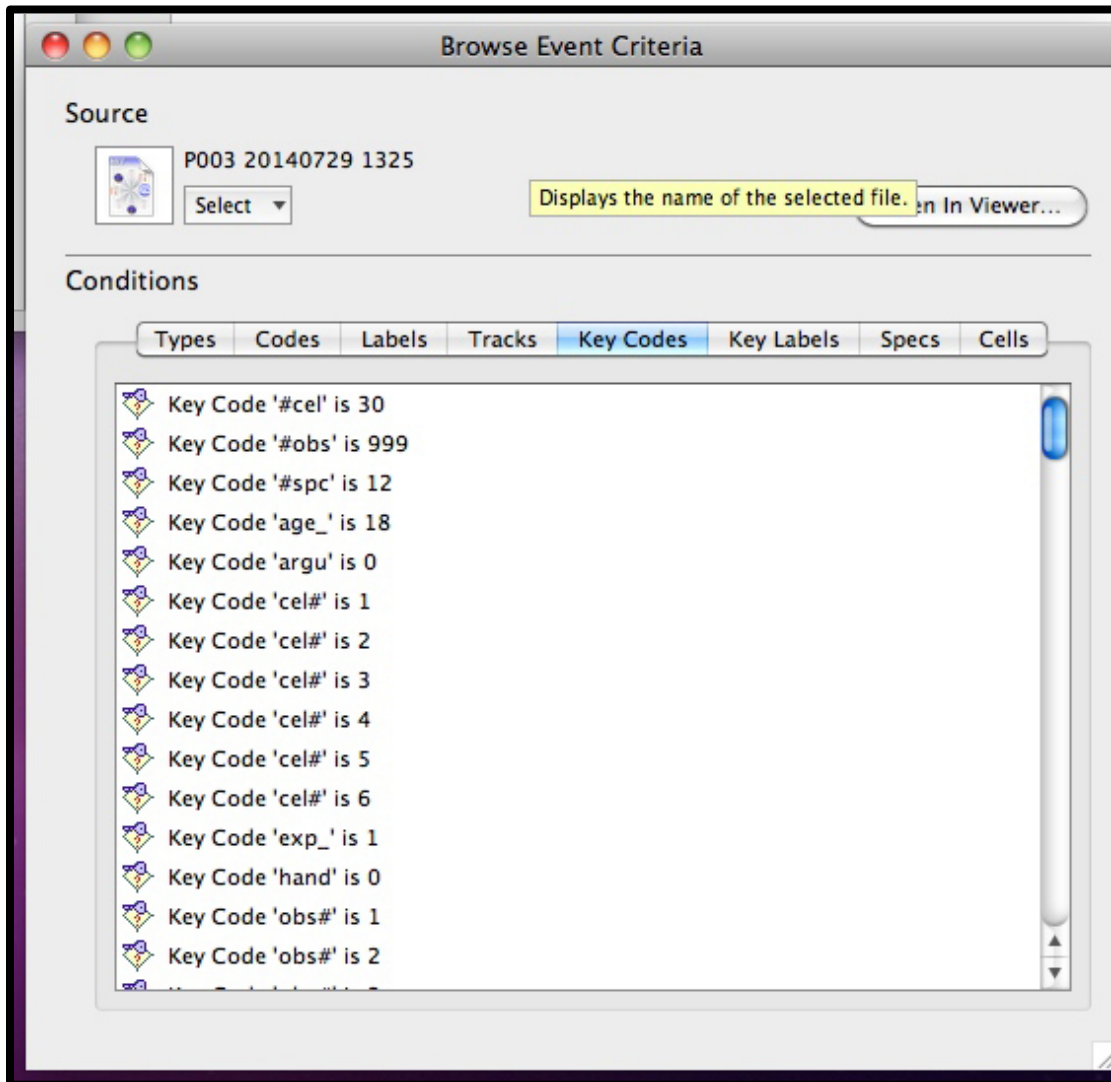 Browse Event Criteria
Source
P003 20140729 1325
Select
Displays the name of the selected file.
en In Viewer...
Conditions
Types Codes Labels Tracks Key Codes Key Labels Specs Cells
Key Code '#cel' is 30
Key Code '#obs' is 999
Key Code '#spc' is 12
Key Code 'age_' is 18
Key Code 'argu' is 0
Key Code 'cel#' is 1
Key Code 'cel#' is 2
Key Code 'cel#' is 3
Key Code 'cel#' is 4
Key Code 'cel#' is 5
Key Code 'cel#' is 6
Key Code 'exp_' is 1
Key Code 'hand' is 0
Key Code 'obs#' is 1
Key Code 'obs#' is 2